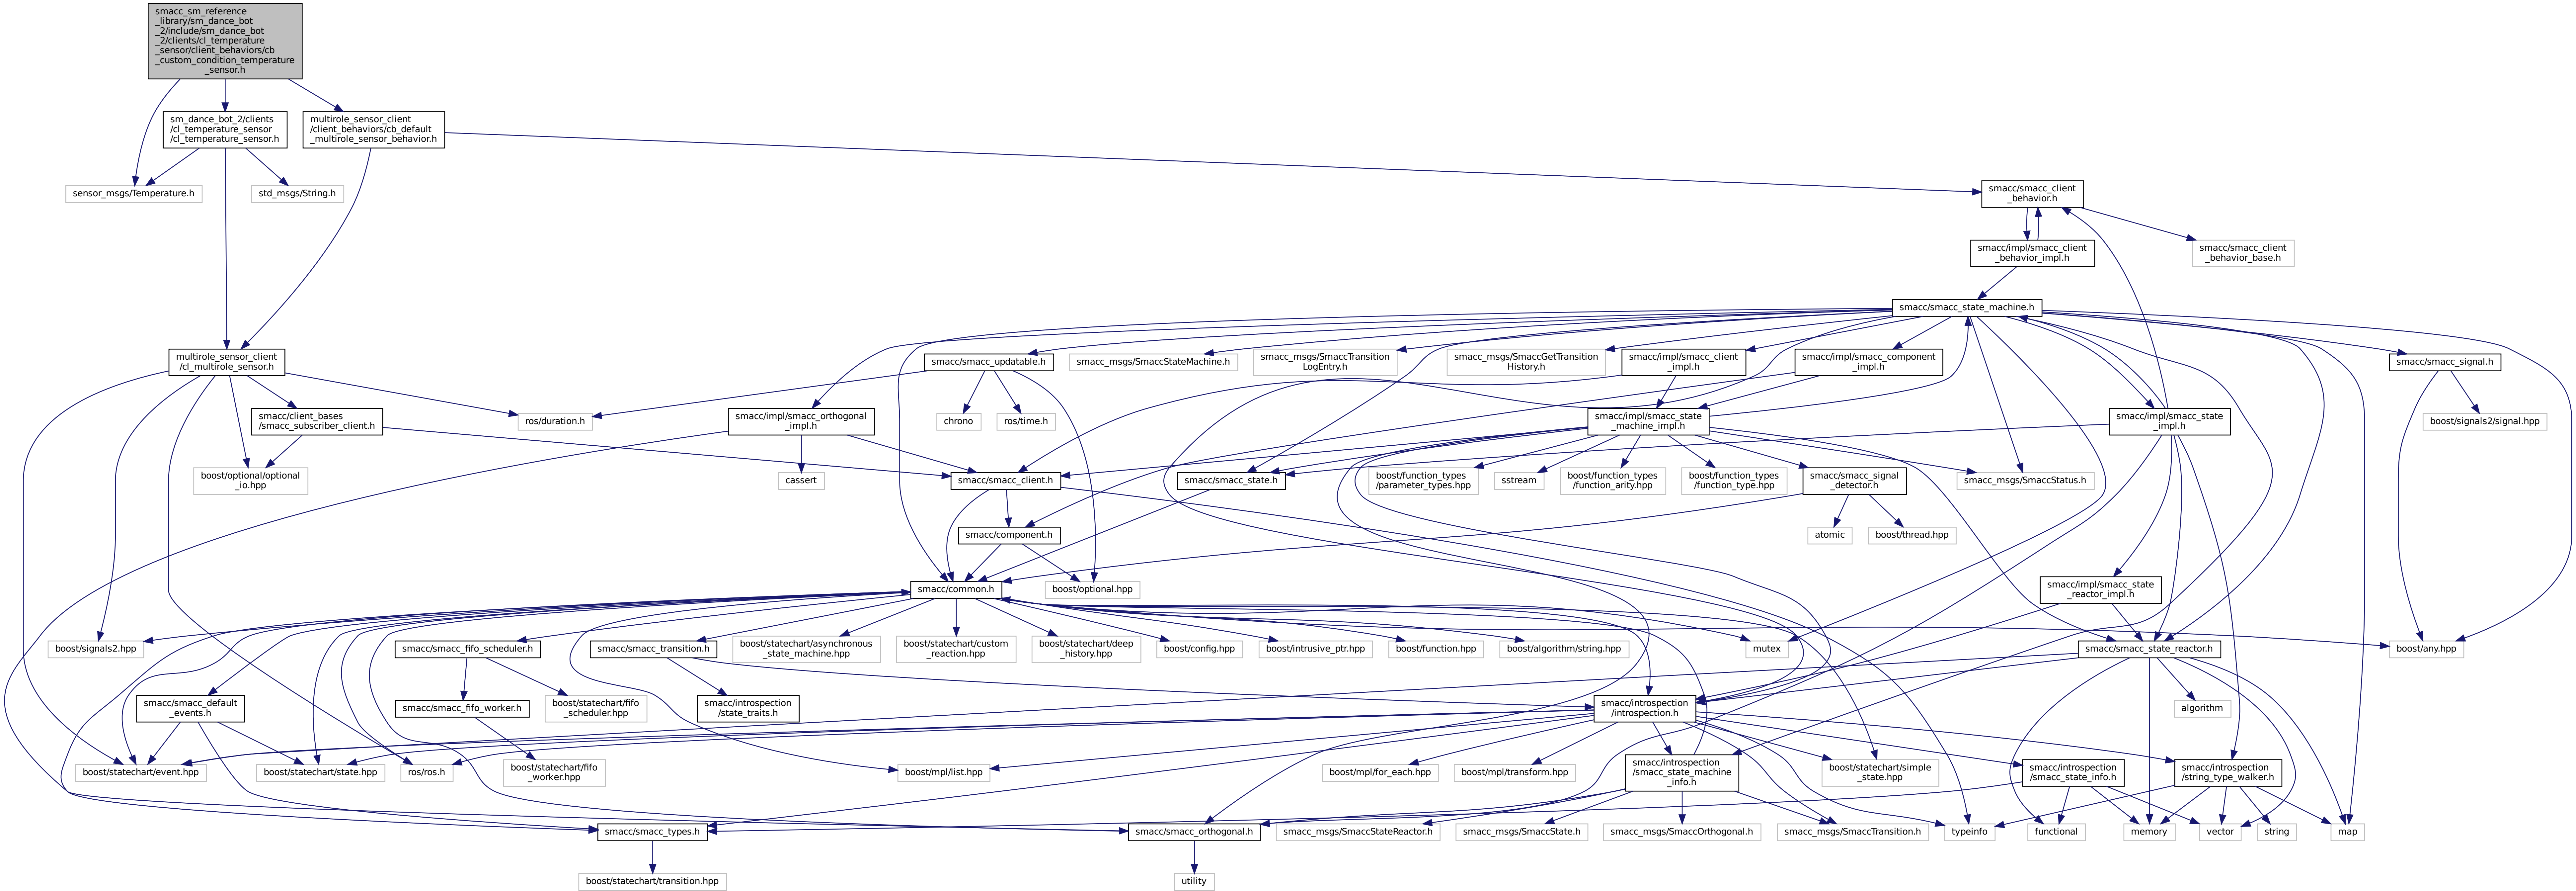 smacc_sm_reference
_library/sm_dance_bot
_2/include/sm_dance_bot
_2/clients/cl_temperature
_sensor/client_behaviors/cb
_custom_condition_temperature
_sensor.h
sm_dance_bot_2/clients
/cl_temperature_sensor
/cl_temperature_sensor.h
multirole_sensor_client
/client_behaviors/cb_default
_multirole_sensor_behavior.h
sensor_msgs/Temperature.h
std_msgs/String.h
smacc/smacc_client
_behavior.h
smacc/impl/smacc_client
_behavior_impl.h
smacc/smacc_client
_behavior_base.h
smacc/smacc_state_machine.h
multirole_sensor_client
/cl_multirole_sensor.h
smacc/smacc_updatable.h
smacc_msgs/SmaccStateMachine.h
smacc_msgs/SmaccTransition
LogEntry.h
smacc_msgs/SmaccGetTransition
History.h
smacc/impl/smacc_client
_impl.h
smacc/impl/smacc_component
_impl.h
smacc/smacc_signal.h
smacc/client_bases
/smacc_subscriber_client.h
ros/duration.h
smacc/impl/smacc_orthogonal
_impl.h
chrono
ros/time.h
smacc/impl/smacc_state
_machine_impl.h
smacc/impl/smacc_state
_impl.h
boost/signals2/signal.hpp
boost/optional/optional
_io.hpp
cassert
smacc/smacc_client.h
smacc/smacc_state.h
boost/function_types
/parameter_types.hpp
sstream
boost/function_types
/function_arity.hpp
boost/function_types
/function_type.hpp
smacc/smacc_signal
_detector.h
smacc_msgs/SmaccStatus.h
smacc/component.h
atomic
boost/thread.hpp
smacc/common.h
boost/optional.hpp
smacc/impl/smacc_state
_reactor_impl.h
boost/signals2.hpp
smacc/smacc_fifo_scheduler.h
smacc/smacc_transition.h
boost/statechart/asynchronous
_state_machine.hpp
boost/statechart/custom
_reaction.hpp
boost/statechart/deep
_history.hpp
boost/config.hpp
boost/intrusive_ptr.hpp
boost/function.hpp
boost/algorithm/string.hpp
mutex
smacc/smacc_state_reactor.h
boost/any.hpp
smacc/smacc_default
_events.h
smacc/smacc_fifo_worker.h
boost/statechart/fifo
_scheduler.hpp
smacc/introspection
/state_traits.h
smacc/introspection
/introspection.h
algorithm
boost/statechart/event.hpp
boost/statechart/state.hpp
ros/ros.h
boost/statechart/fifo
_worker.hpp
boost/mpl/list.hpp
boost/mpl/for_each.hpp
boost/mpl/transform.hpp
smacc/introspection
/smacc_state_machine
_info.h
boost/statechart/simple
_state.hpp
smacc/introspection
/smacc_state_info.h
smacc/introspection
/string_type_walker.h
smacc/smacc_types.h
smacc/smacc_orthogonal.h
smacc_msgs/SmaccStateReactor.h
smacc_msgs/SmaccState.h
smacc_msgs/SmaccOrthogonal.h
smacc_msgs/SmaccTransition.h
typeinfo
functional
memory
vector
string
map
boost/statechart/transition.hpp
utility